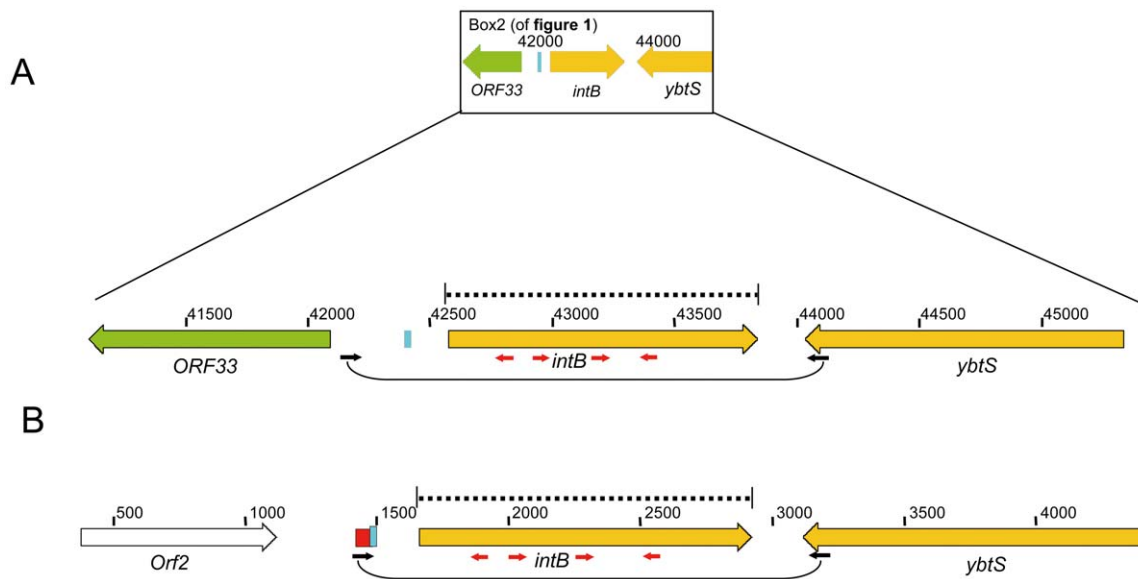 Box2 (of figure 1)
42000 44000
A
ORF33 intB ybtS
41500 42000 42500 43000 43500 44000 44500 45000
ORF33 intB ybtS
B
500 1000 1500 2000 2500 3000 3500 4000
Orf2 intB ybtS